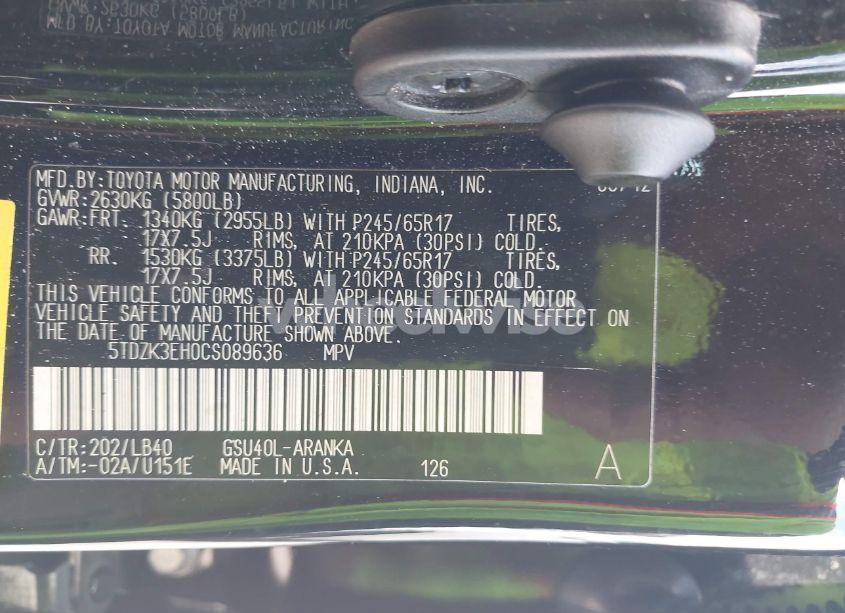 MFD.BY:TOYOTA MOTOR MANUFACTURING, INDIANA, INC.
GVWR:2630KG (5800LB)
GAWR:FRT. 1340KG (2955LB) WITH P245/65R17 TIRES,
17X7.5J RIMS, AT 210KPA (30PSI) COLD.
RR. 1530KG (3375LB) WITH P245/65R17 TIRES,
17X7.5J RIMS, AT 210KPA (30PSI) COLD.
THIS VEHICLE CONFORMS TO ALL APPLICABLE FEDERAL MOTOR
VEHICLE SAFETY AND THEFT PREVENTION STANDARDS IN EFFECT ON
THE DATE OF MANUFACTURE SHOWN ABOVE.
5TDZK3EH0CS089636 MPV
C/TR:202/LB40 GSU40L-ARANKA
A/TM:-02A/U151E MADE IN U.S.A. 126 A